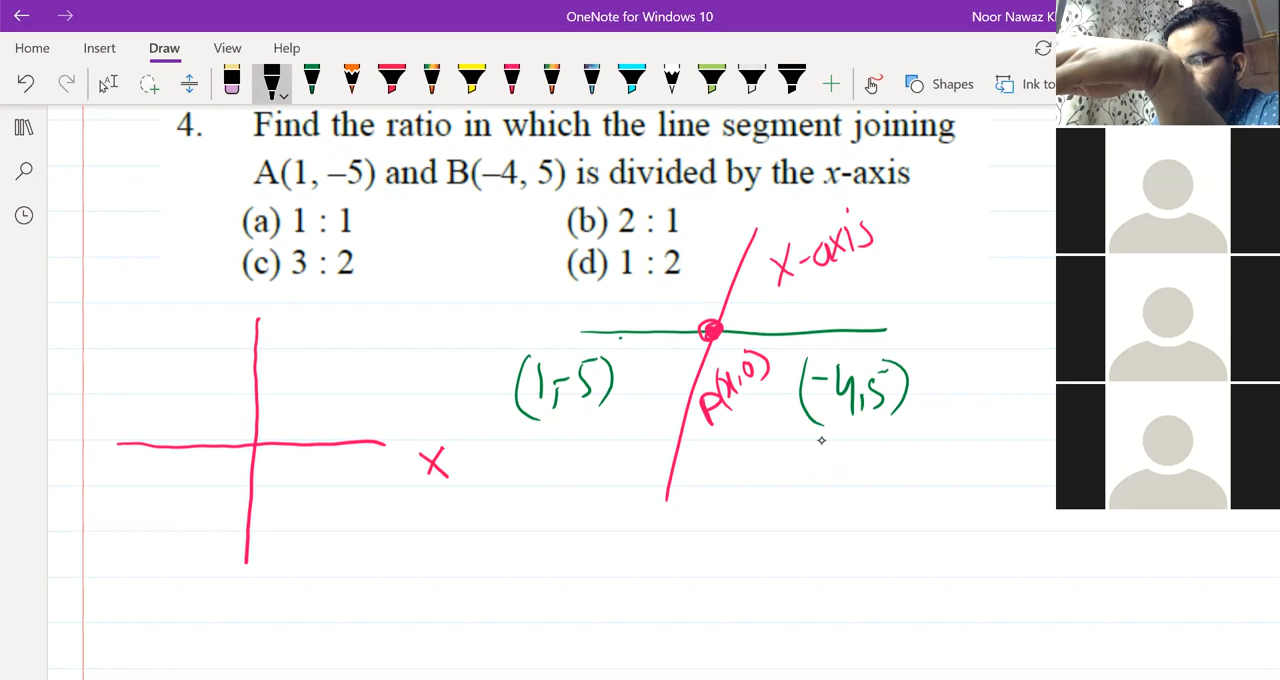 OneNote for Windows 10
Noor Nawaz K
Home Insert Draw View Help
Shapes
Ink to
4. Find the ratio in which the line segment joining
A(1, –5) and B(–4, 5) is divided by the x-axis
(a) 1 : 1 (b) 2 : 1
(c) 3 : 2 (d) 1 : 2
x-axis
(1,-5) P(x,0) (-4,5)
x